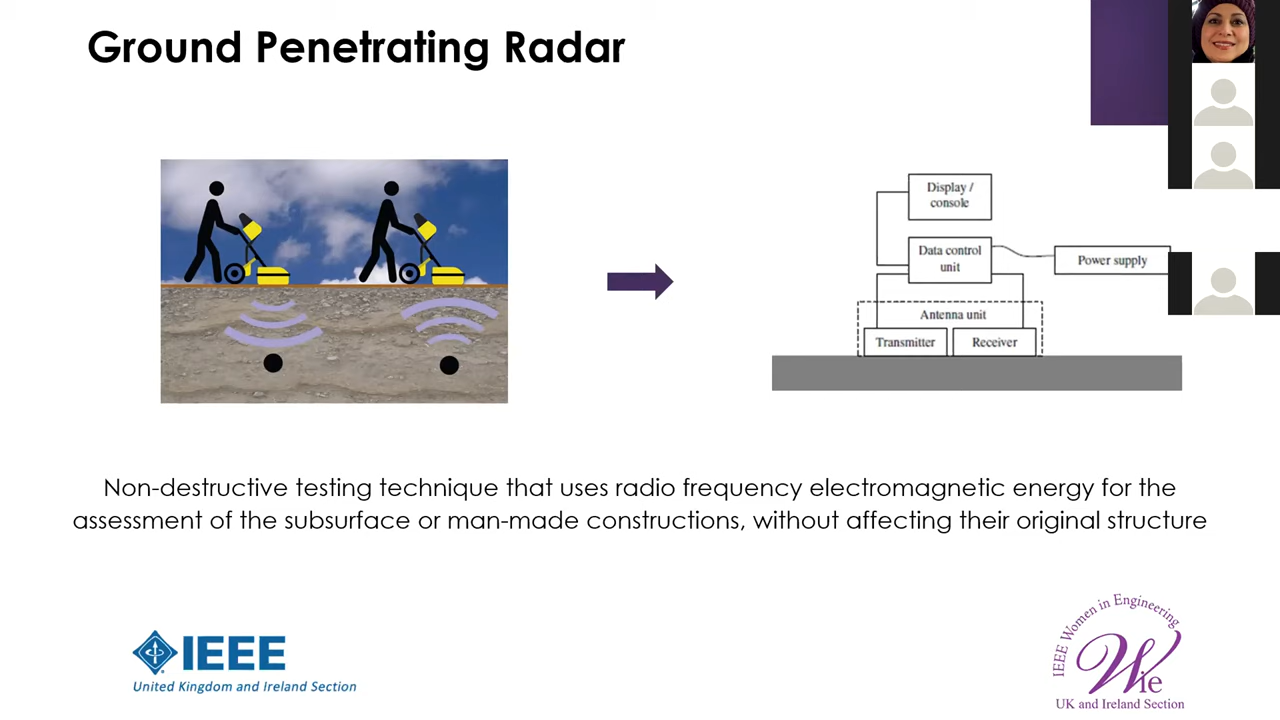 Ground Penetrating Radar
Display /
console
Data control
unit
Power supply
Antenna unit
Transmitter
Receiver
Non-destructive testing technique that uses radio frequency electromagnetic energy for the
assessment of the subsurface or man-made constructions, without affecting their original structure
IEEE
United Kingdom and Ireland Section
IEEE Women in Engineering
Wie
UK and Ireland Section